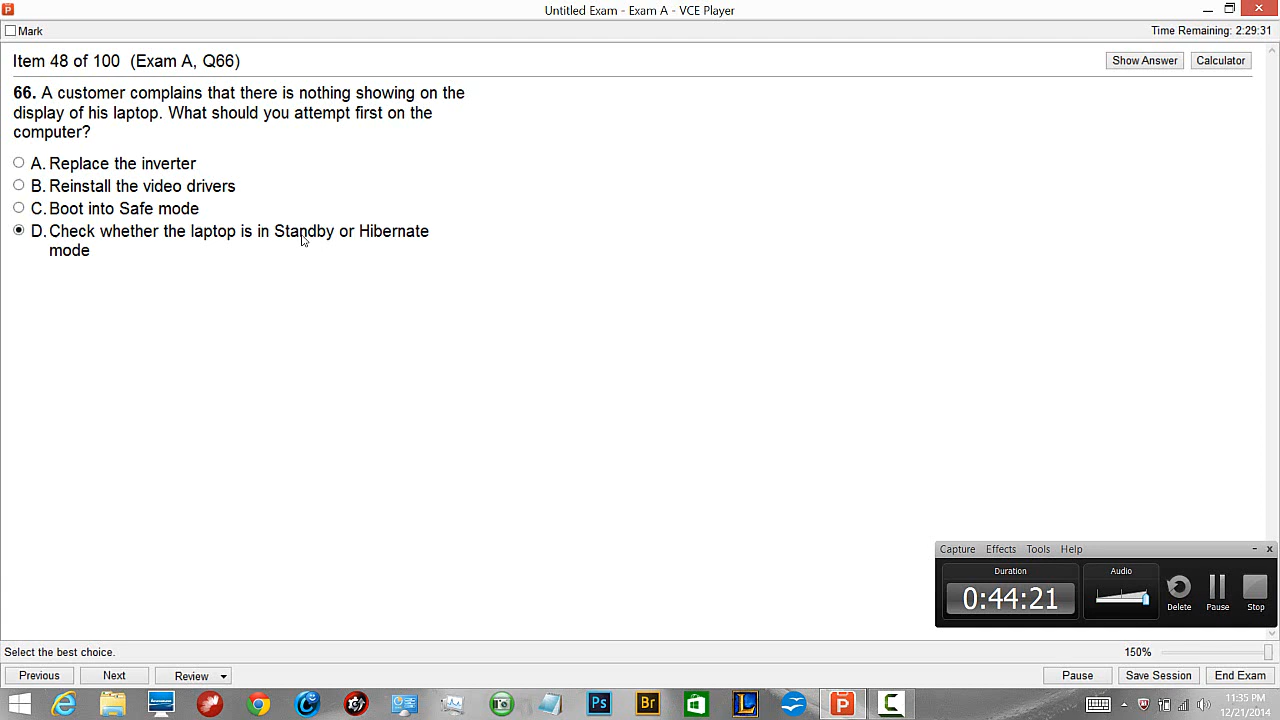 Untitled Exam - Exam A - VCE Player
Mark
Time Remaining: 2:29:31
Item 48 of 100 (Exam A, Q66)
Show Answer
Calculator
66. A customer complains that there is nothing showing on the
display of his laptop. What should you attempt first on the
computer?
A. Replace the inverter
B. Reinstall the video drivers
C. Boot into Safe mode
D. Check whether the laptop is in Standby or Hibernate
mode
Capture Effects Tools Help
Duration
Audio
0:44:21
Delete
Pause
Stop
Select the best choice.
150%
Previous
Next
Review
Pause
Save Session
End Exam
Ps
Br
L
P
C
11:35 PM
12/21/2014